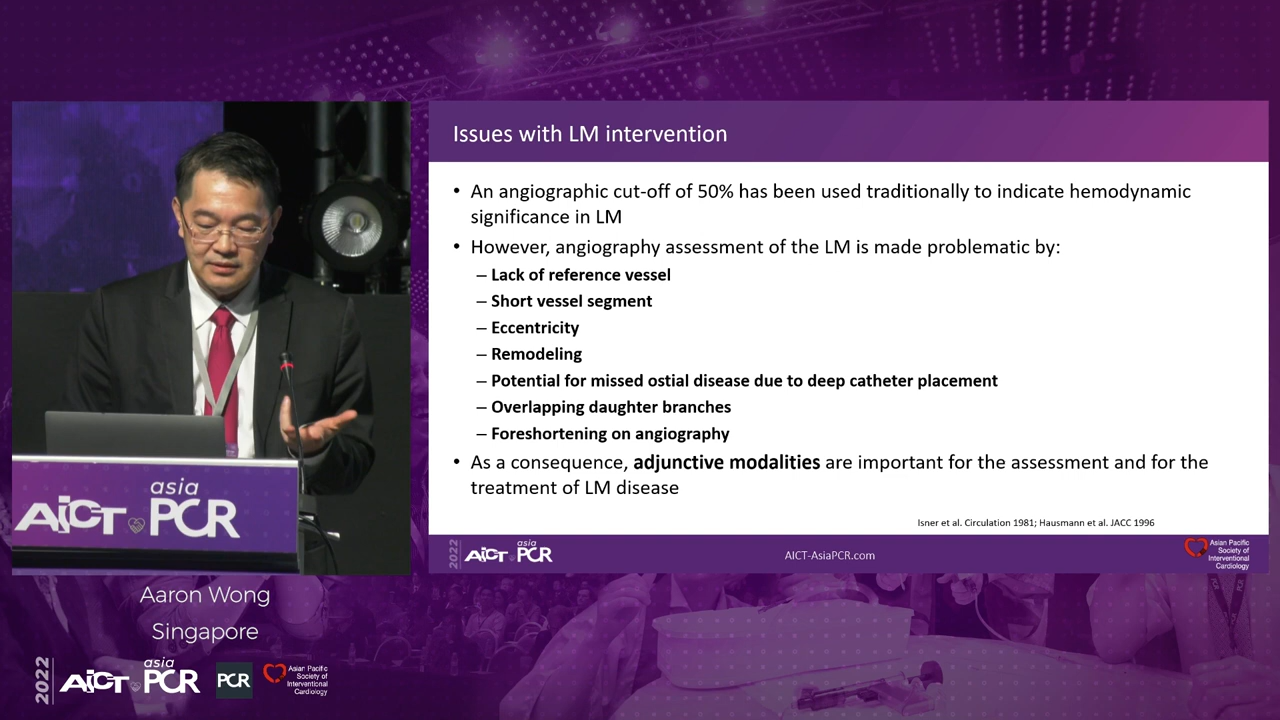 Issues with LM intervention
• An angiographic cut-off of 50% has been used traditionally to indicate hemodynamic
significance in LM
• However, angiography assessment of the LM is made problematic by:
– Lack of reference vessel
– Short vessel segment
– Eccentricity
– Remodeling
– Potential for missed ostial disease due to deep catheter placement
– Overlapping daughter branches
– Foreshortening on angiography
• As a consequence, adjunctive modalities are important for the assessment and for the
treatment of LM disease
Isner et al. Circulation 1981; Hausmann et al. JACC 1996
2022
AICT
asia
PCR
AICT-AsiaPCR.com
Asian Pacific
Society of
Interventional
Cardiology
asia
AICT PCR
Aaron Wong
Singapore
2022
AICT
asia
PCR
PCR
Asian Pacific
Society of
Interventional
Cardiology